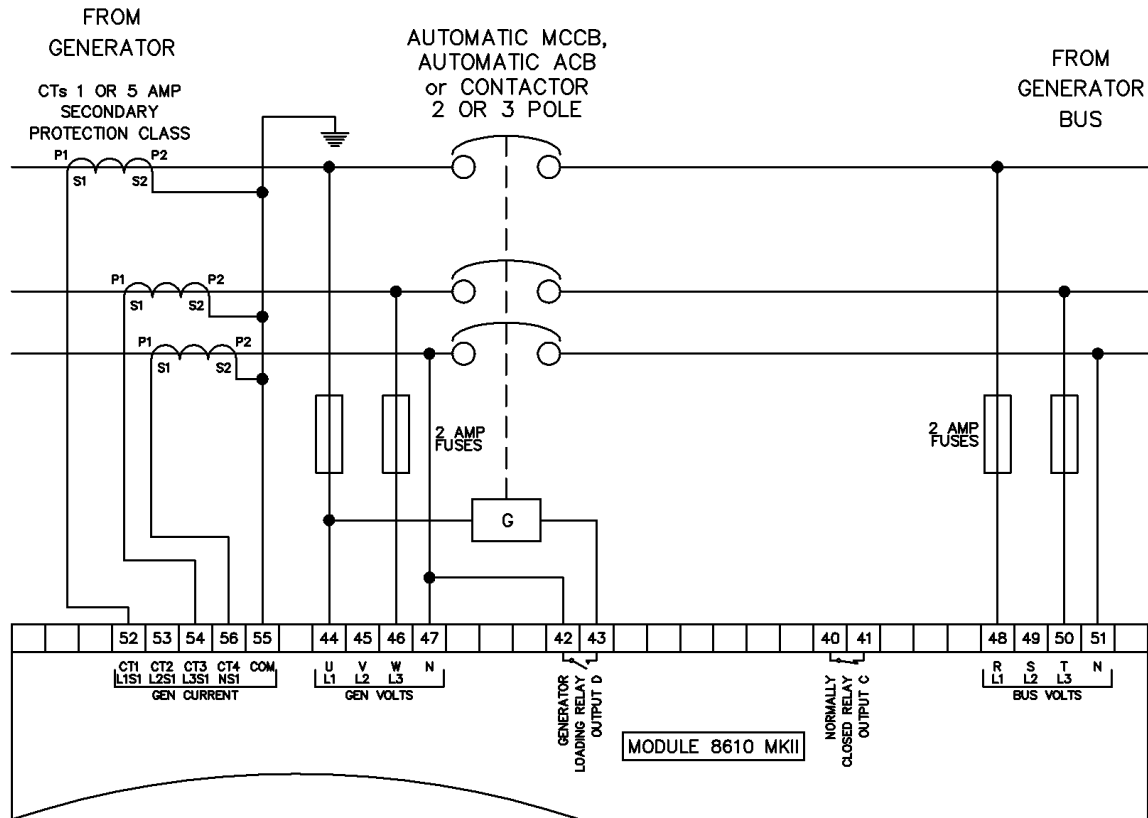 FROM
GENERATOR
CTs 1 OR 5 AMP
SECONDARY
PROTECTION CLASS
AUTOMATIC MCCB,
AUTOMATIC ACB
or CONTACTOR
2 OR 3 POLE
FROM
GENERATOR
BUS
P1 P2
S1 S2
P1 P2
S1 S2
P1 P2
S1 S2
2 AMP
FUSES
2 AMP
FUSES
G
52 53 54 56 55 44 45 46 47 42 43 40 41 48 49 50 51
CT1 CT2 CT3 CT4 COM
L1S1 L2S1 L3S1 NS1
GEN CURRENT
U V W N
L1 L2 L3
GEN VOLTS
GENERATOR
LOADING RELAY
OUTPUT D
MODULE 8610 MKII
NORMALLY
CLOSED RELAY
OUTPUT C
R S T N
L1 L2 L3
BUS VOLTS